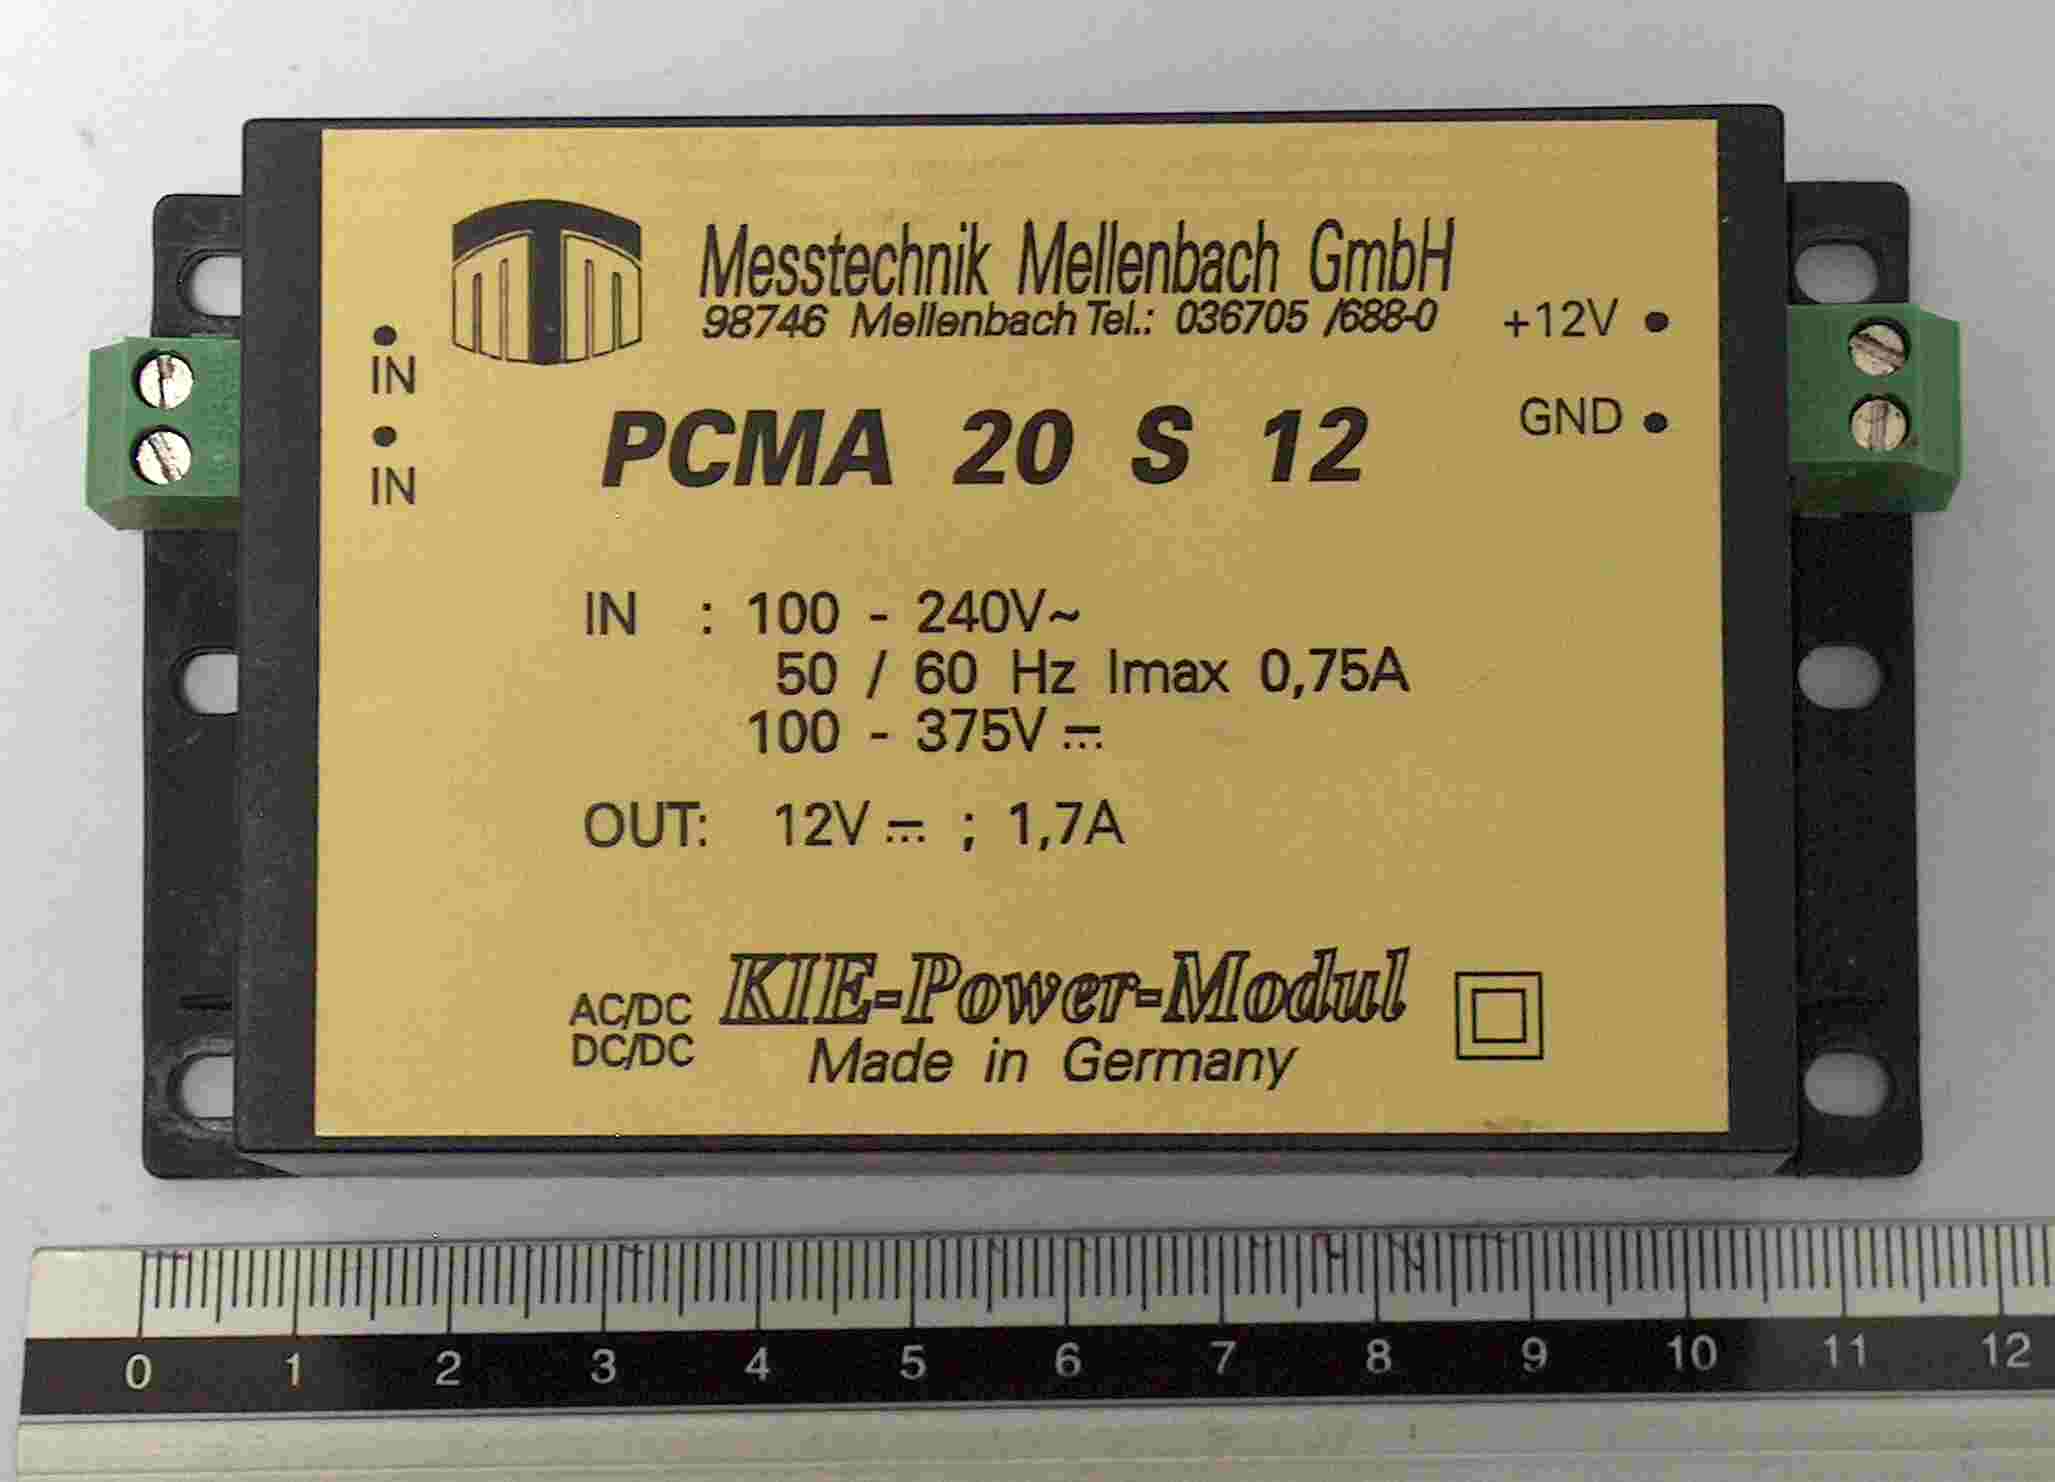 Messtechnik Mellenbach GmbH
98746 Mellenbach Tel.: 036705 /688-0
IN
IN
+12V
GND
PCMA 20 S 12
IN : 100 - 240V~
50 / 60 Hz Imax 0,75A
100 - 375V⎓
OUT: 12V⎓ ; 1,7A
AC/DC
DC/DC
KIE-Power-Modul
Made in Germany
0 1 2 3 4 5 6 7 8 9 10 11 12